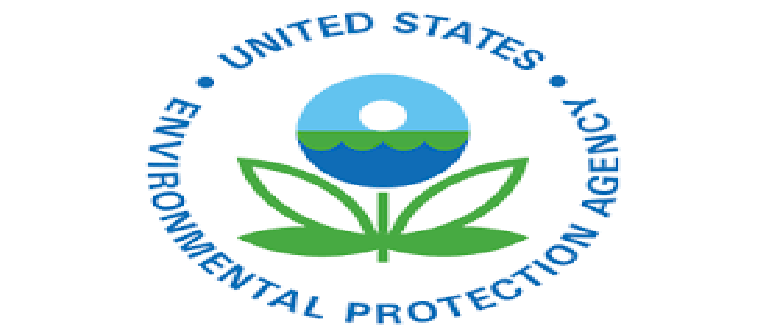 UNITED STATES
ENVIRONMENTAL PROTECTION AGENCY